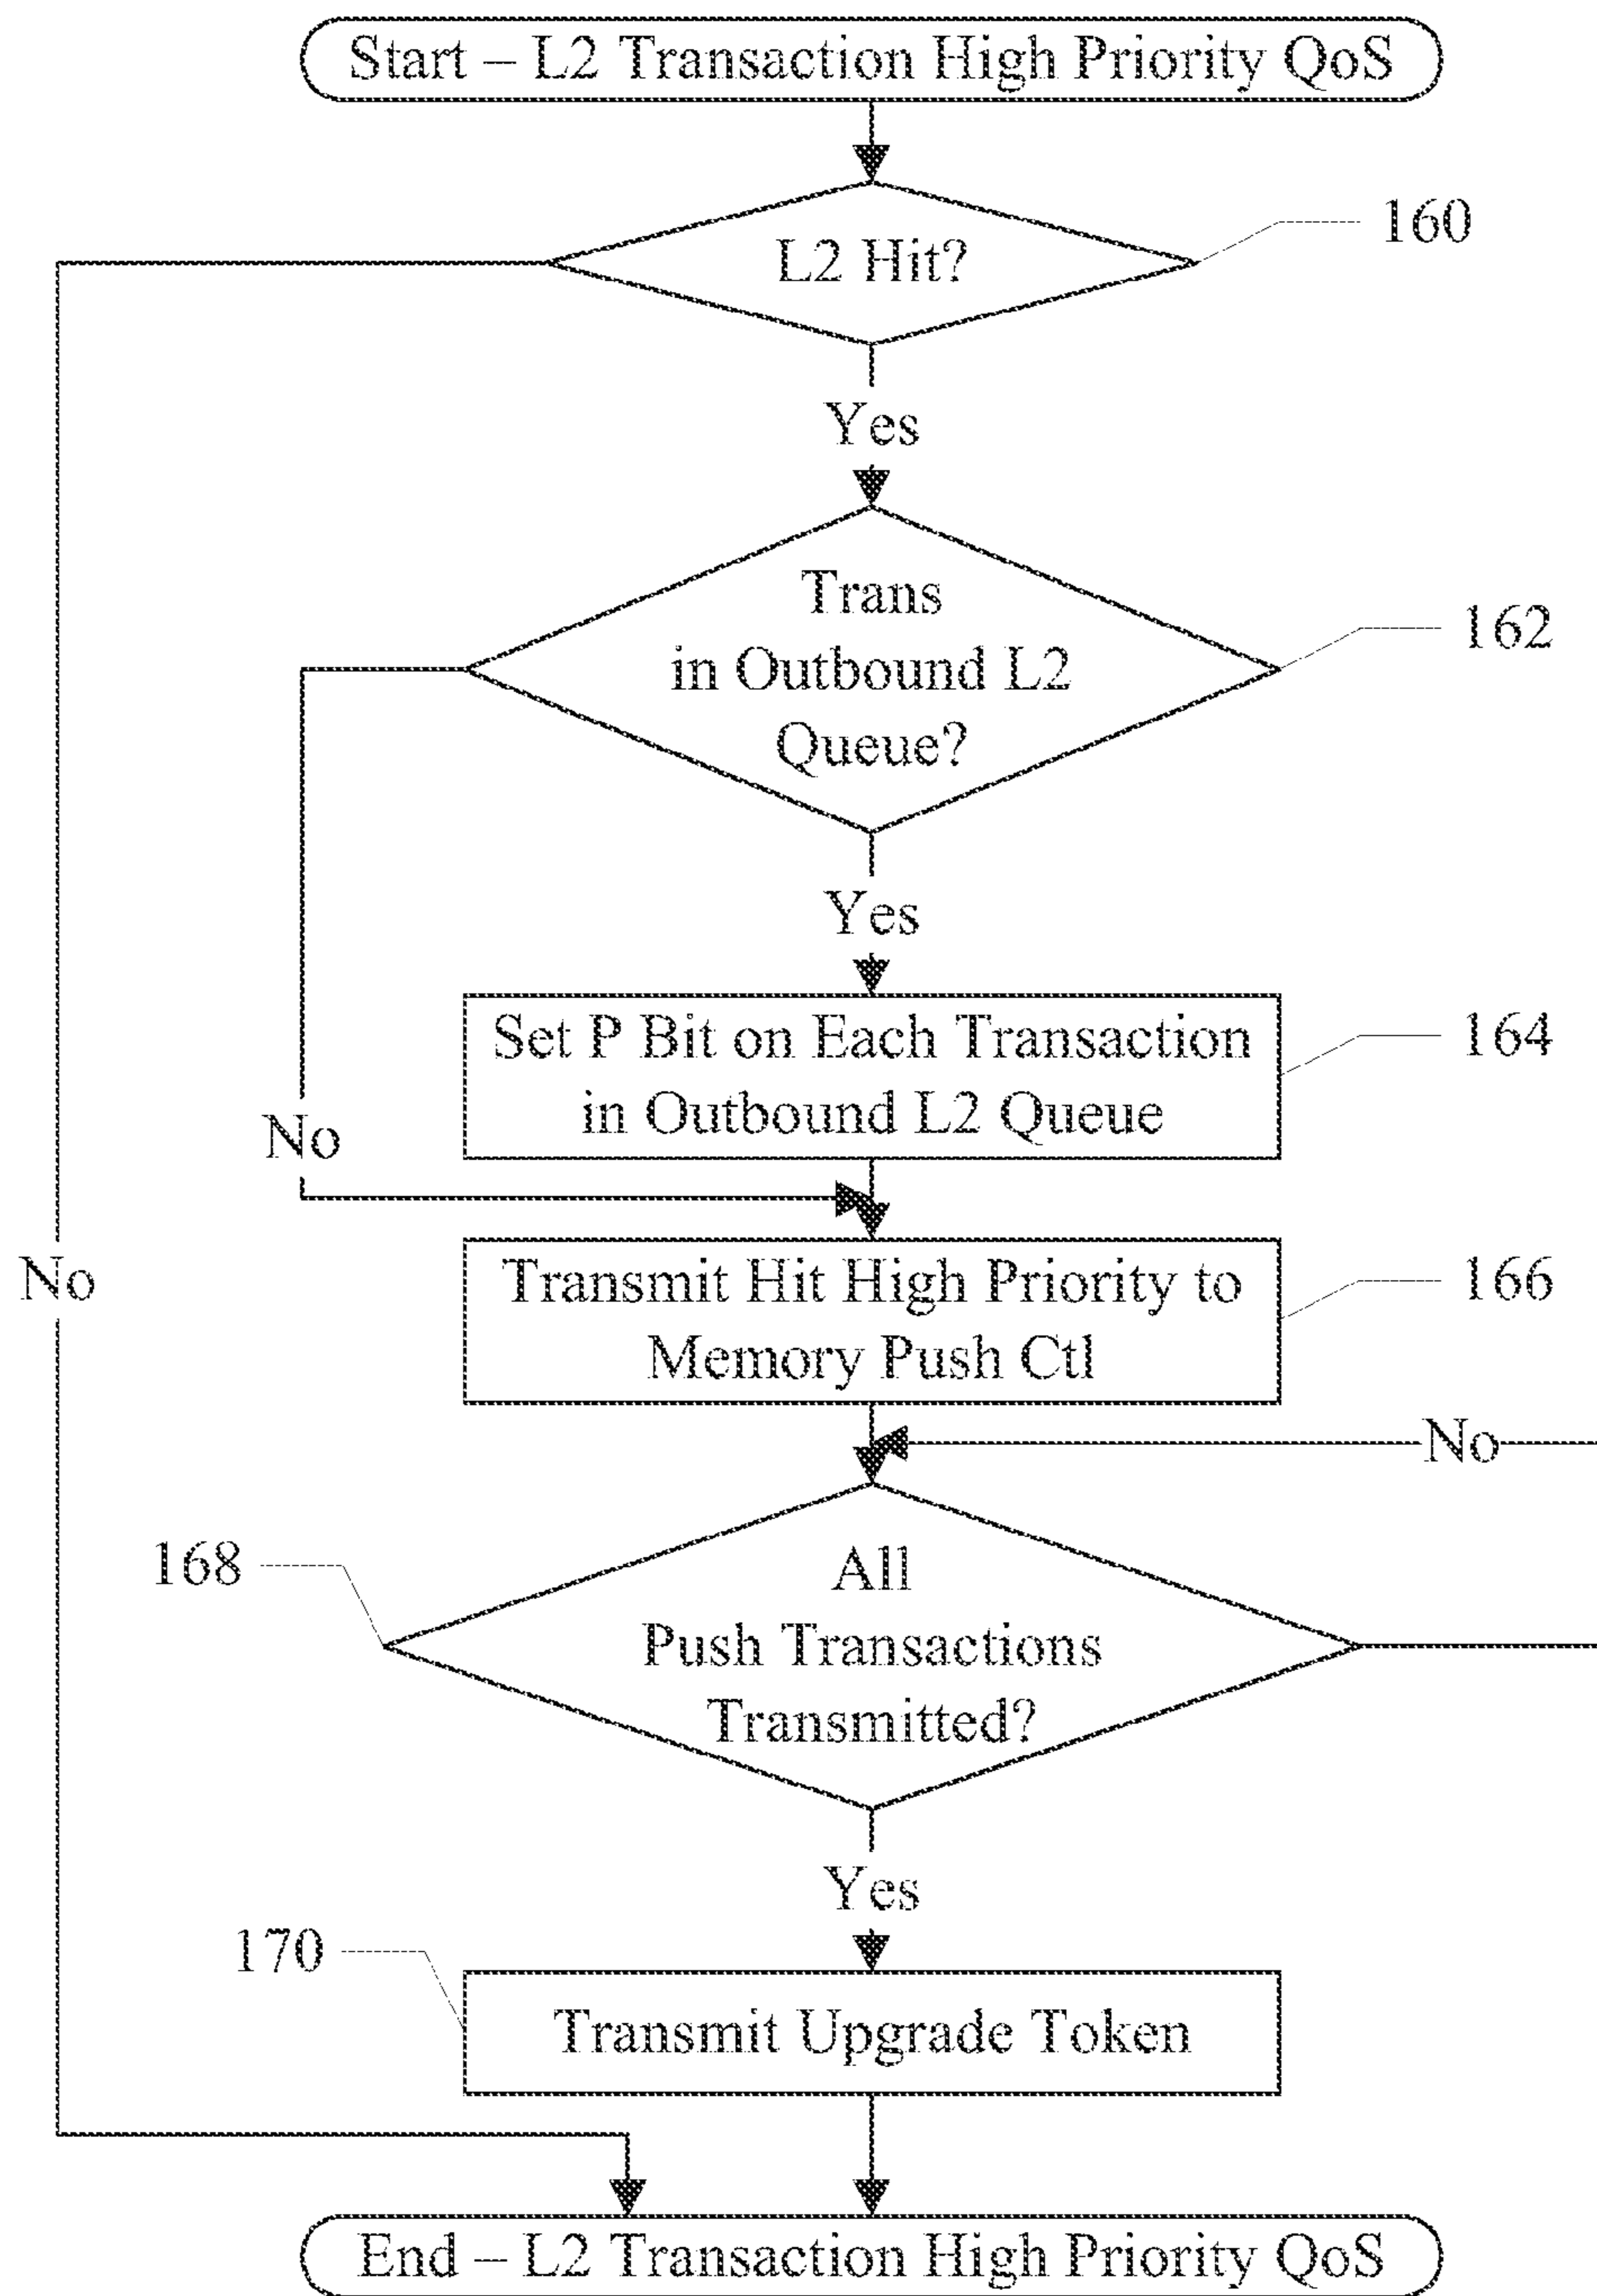 Start – L2 Transaction High Priority QoS
160
L2 Hit?
Yes
162
Trans
in Outbound L2
Queue?
Yes
164
Set P Bit on Each Transaction
in Outbound L2 Queue
No
No
166
Transmit Hit High Priority to
Memory Push Ctl
No
168
All
Push Transactions
Transmitted?
Yes
170
Transmit Upgrade Token
End – L2 Transaction High Priority QoS